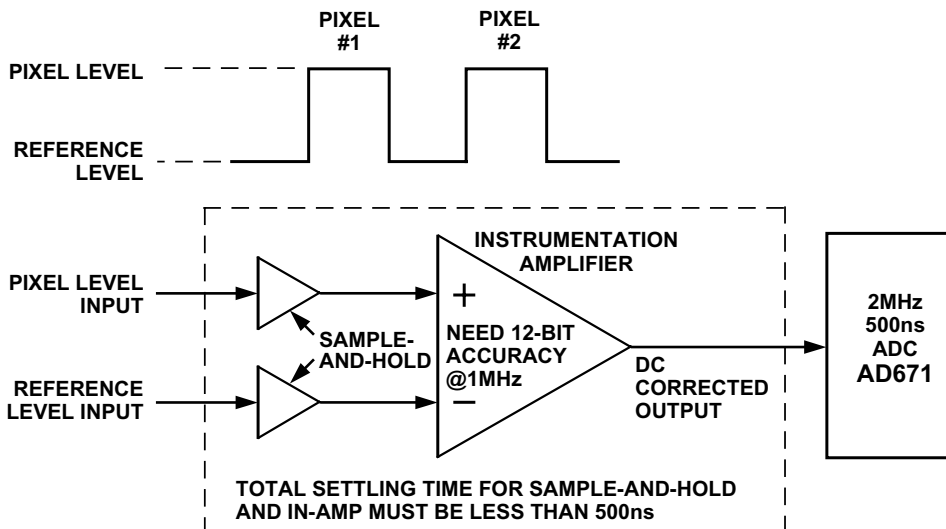 PIXEL
#1
PIXEL
#2
PIXEL LEVEL
REFERENCE
LEVEL
INSTRUMENTATION
AMPLIFIER
PIXEL LEVEL
INPUT
+
SAMPLE-
AND-HOLD
NEED 12-BIT
ACCURACY
@1MHz
REFERENCE
LEVEL INPUT
–
DC
CORRECTED
OUTPUT
2MHz
500ns
ADC
AD671
TOTAL SETTLING TIME FOR SAMPLE-AND-HOLD
AND IN-AMP MUST BE LESS THAN 500ns